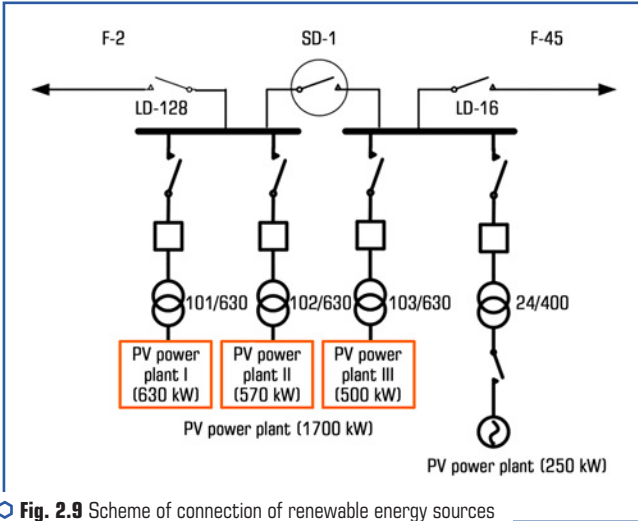 F-2 SD-1 F-45
LD-128 LD-16
101/630 102/630 103/630 24/400
PV power
plant I
(630 kW)
PV power
plant II
(570 kW)
PV power
plant III
(500 kW)
PV power plant (1700 kW)
PV power plant (250 kW)
Fig. 2.9 Scheme of connection of renewable energy sources